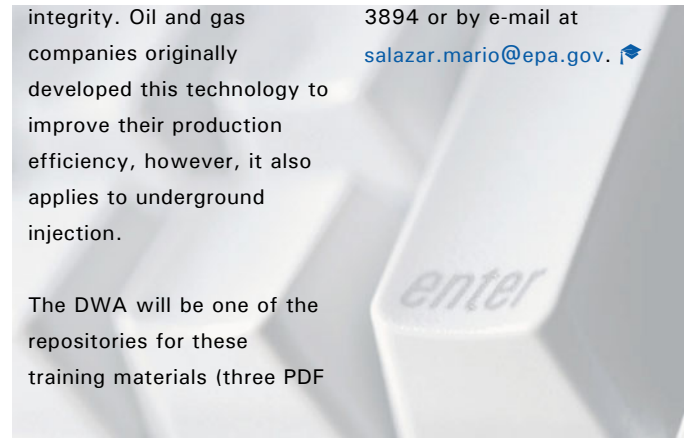 integrity. Oil and gas
companies originally
developed this technology to
improve their production
efficiency, however, it also
applies to underground
injection.
The DWA will be one of the
repositories for these
training materials (three PDF
3894 or by e-mail at
salazar.mario@epa.gov.
enter